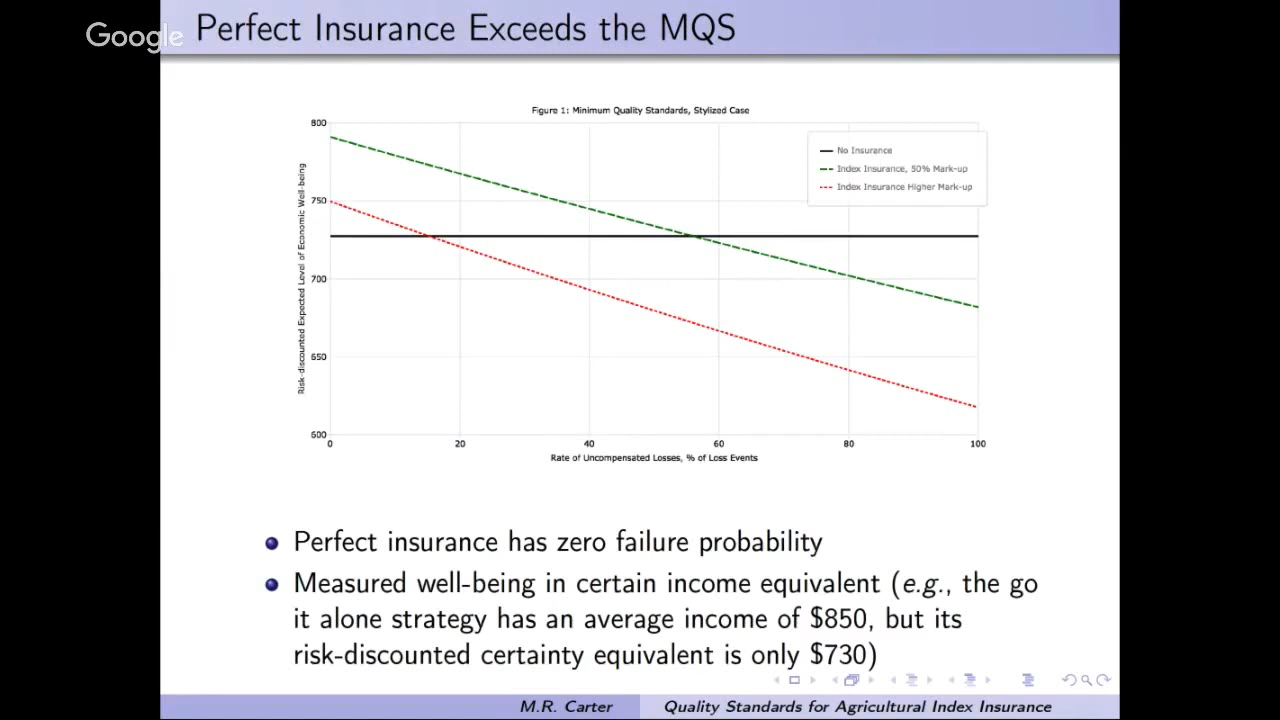 Google
Perfect Insurance Exceeds the MQS
Figure 1: Minimum Quality Standards, Stylized Case
800
750
700
650
600
Risk-discounted Expected Level of Economic Well-being
No Insurance
Index Insurance, 50% Mark-up
Index Insurance Higher Mark-up
0 20 40 60 80 100
Rate of Uncompensated Losses, % of Loss Events
Perfect insurance has zero failure probability
Measured well-being in certain income equivalent (e.g., the go
it alone strategy has an average income of $850, but its
risk-discounted certainty equivalent is only $730)
M.R. Carter
Quality Standards for Agricultural Index Insurance